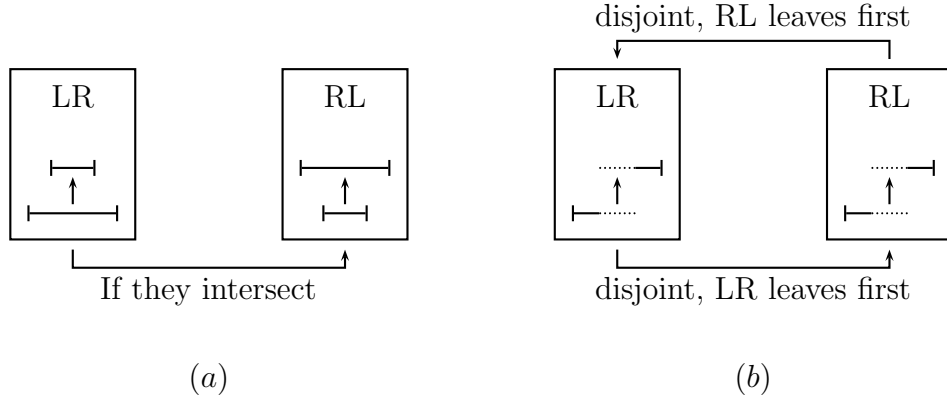 disjoint, RL leaves first
LR
RL
LR
RL
If they intersect
disjoint, LR leaves first
(a)
(b)